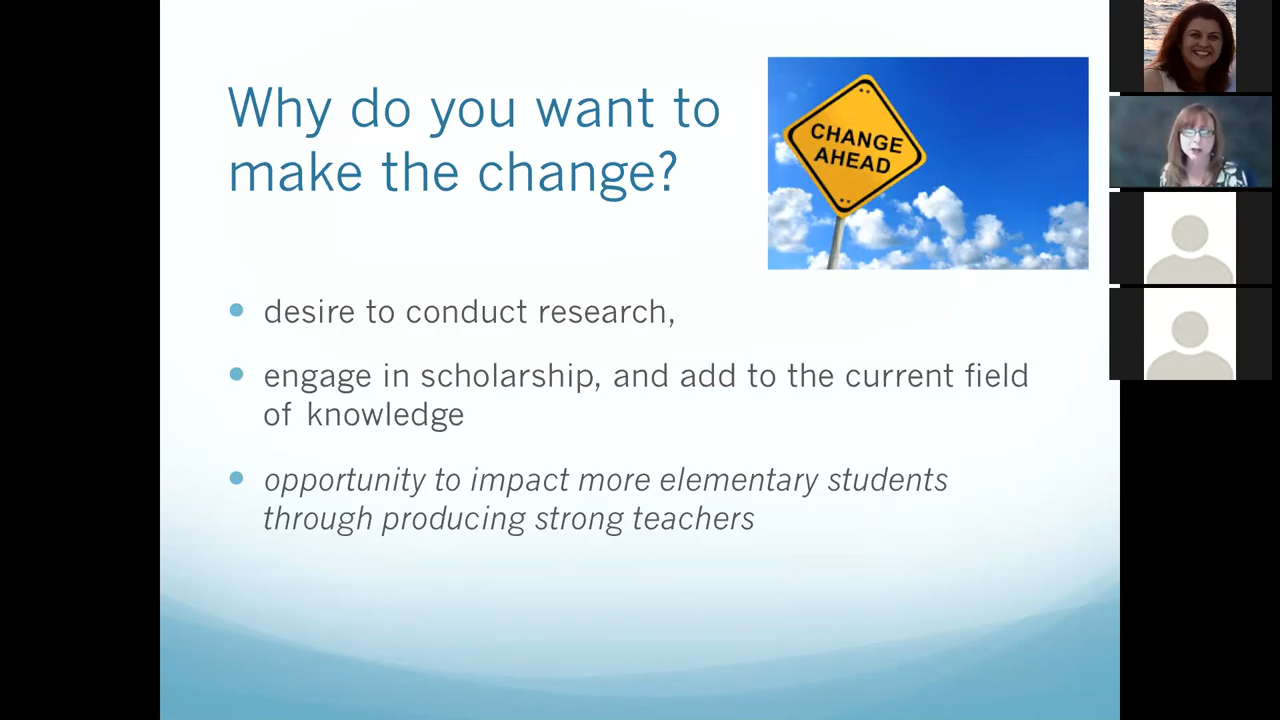 Why do you want to
make the change?
CHANGE
AHEAD
desire to conduct research,
engage in scholarship, and add to the current field
of knowledge
opportunity to impact more elementary students
through producing strong teachers